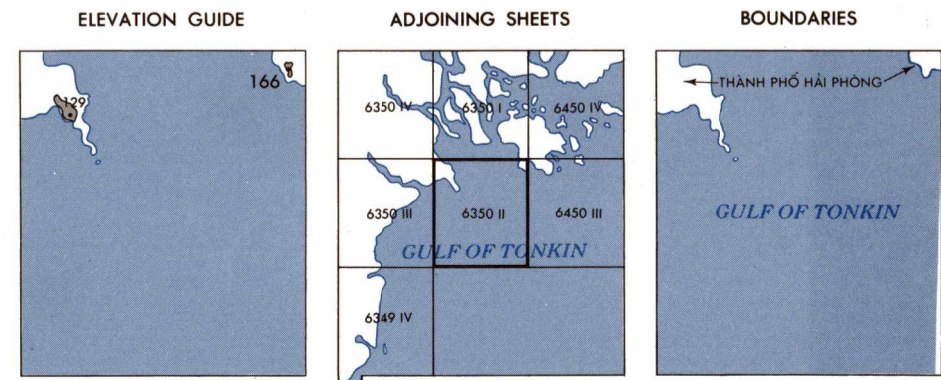 ELEVATION GUIDE
129
166
ADJOINING SHEETS
6350 IV
6350 I
6450 IV
6350 III
6350 II
6450 III
GULF OF TONKIN
6349 IV
BOUNDARIES
THÀNH PHỐ HẢI PHÒNG
GULF OF TONKIN